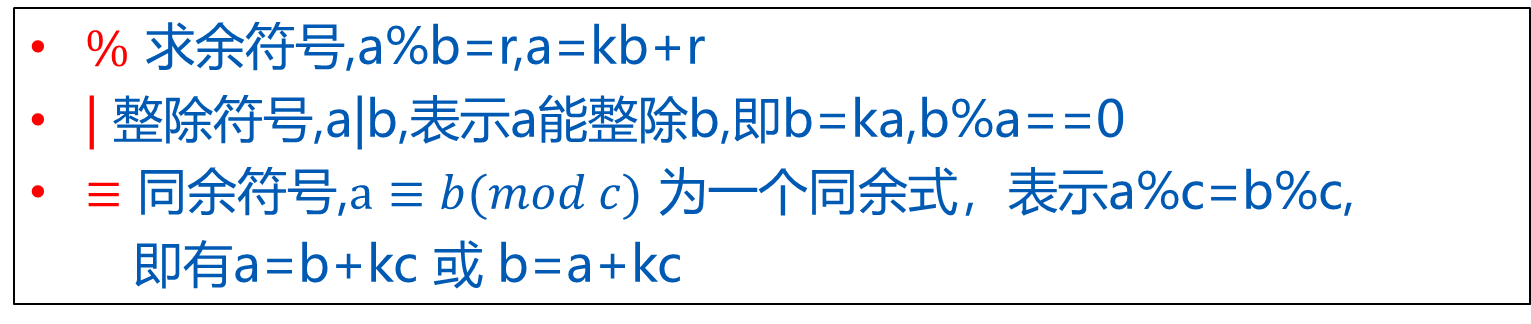 • % 求余符号,a%b=r,a=kb+r
• | 整除符号,a|b,表示a能整除b,即b=ka,b%a==0
• ≡ 同余符号,a ≡ b(mod c) 为一个同余式，表示a%c=b%c,
即有a=b+kc 或 b=a+kc